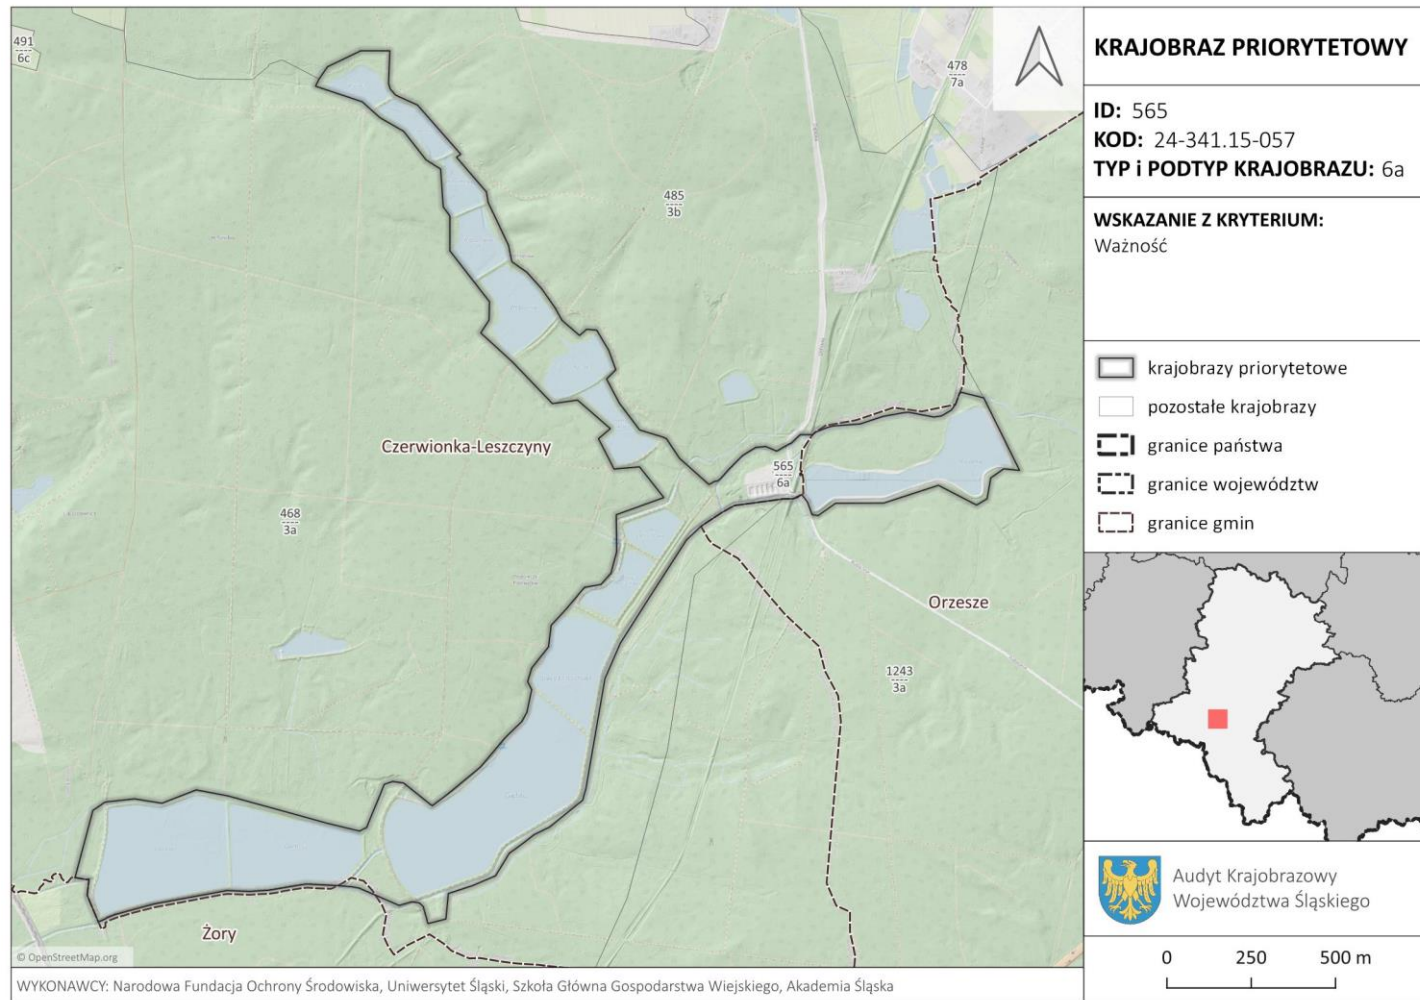 491
6c
478
7a
485
3b
Czerwionka-Leszczyny
565
6a
468
3a
Orzesze
1243
3a
Żory
© OpenStreetMap.org
WYKONAWCY: Narodowa Fundacja Ochrony Środowiska, Uniwersytet Śląski, Szkoła Główna Gospodarstwa Wiejskiego, Akademia Śląska
KRAJOBRAZ PRIORYTETOWY
ID: 565
KOD: 24-341.15-057
TYP i PODTYP KRAJOBRAZU: 6a
WSKAZANIE Z KRYTERIUM:
Ważność
krajobrazy priorytetowe
pozostałe krajobrazy
granice państwa
granice województw
granice gmin
Audyt Krajobrazowy
Województwa Śląskiego
0 250 500 m